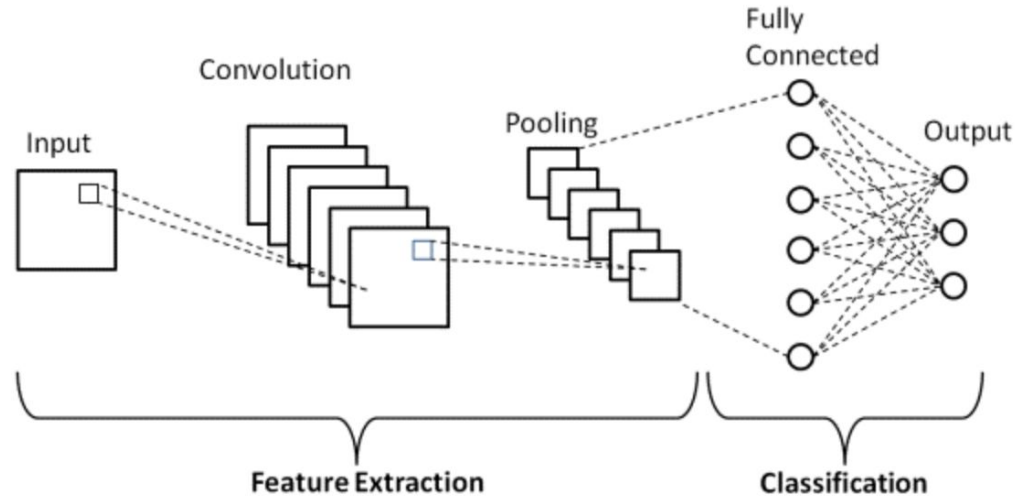 Input
Convolution
Pooling
Fully
Connected
Output
Feature Extraction
Classification